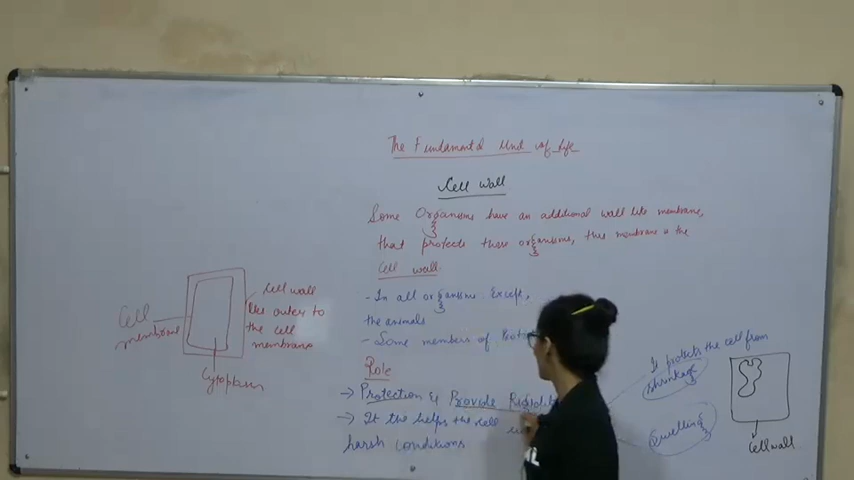 The Fundamental Unit of Life
Cell wall
Some Organisms have an additional wall like membrane,
that protects these organisms, this membrane is the
Cell wall
- In all organisms Except,
the animals
- Some members of
Role
→ Protection & Provide
→ It the helps the cell
harsh conditions
Cell
membrane
Cell wall
lies outer to
the cell
membrane
Cytoplasm
It protects the cell from
shrinkage
Swelling
Cell wall